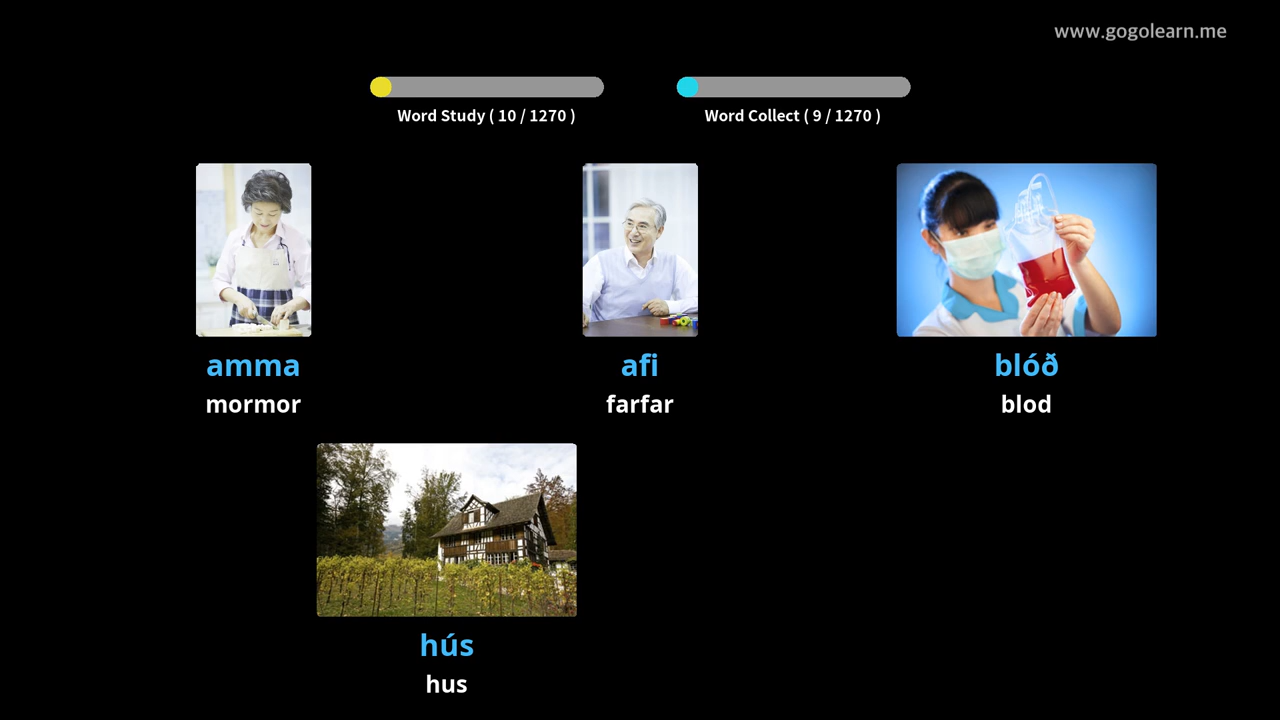 www.gogolearn.me
Word Study ( 10 / 1270 )
Word Collect ( 9 / 1270 )
amma
mormor
afi
farfar
blóð
blod
hús
hus